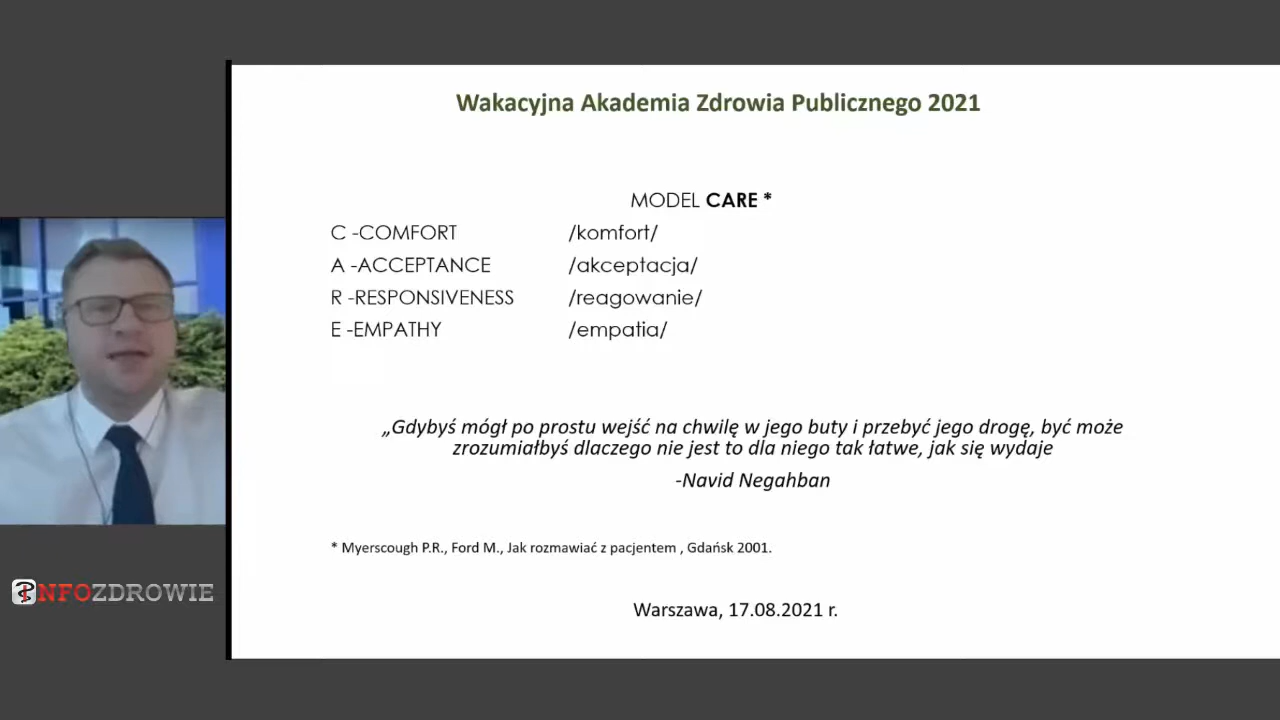 Wakacyjna Akademia Zdrowia Publicznego 2021
MODEL CARE *
C -COMFORT /komfort/
A -ACCEPTANCE /akceptacja/
R -RESPONSIVENESS /reagowanie/
E -EMPATHY /empatia/
„Gdybyś mógł po prostu wejść na chwilę w jego buty i przebyć jego drogę, być może
zrozumiałbyś dlaczego nie jest to dla niego tak łatwe, jak się wydaje
-Navid Negahban
* Myerscough P.R., Ford M., Jak rozmawiać z pacjentem , Gdańsk 2001.
INFOZDROWIE
Warszawa, 17.08.2021 r.